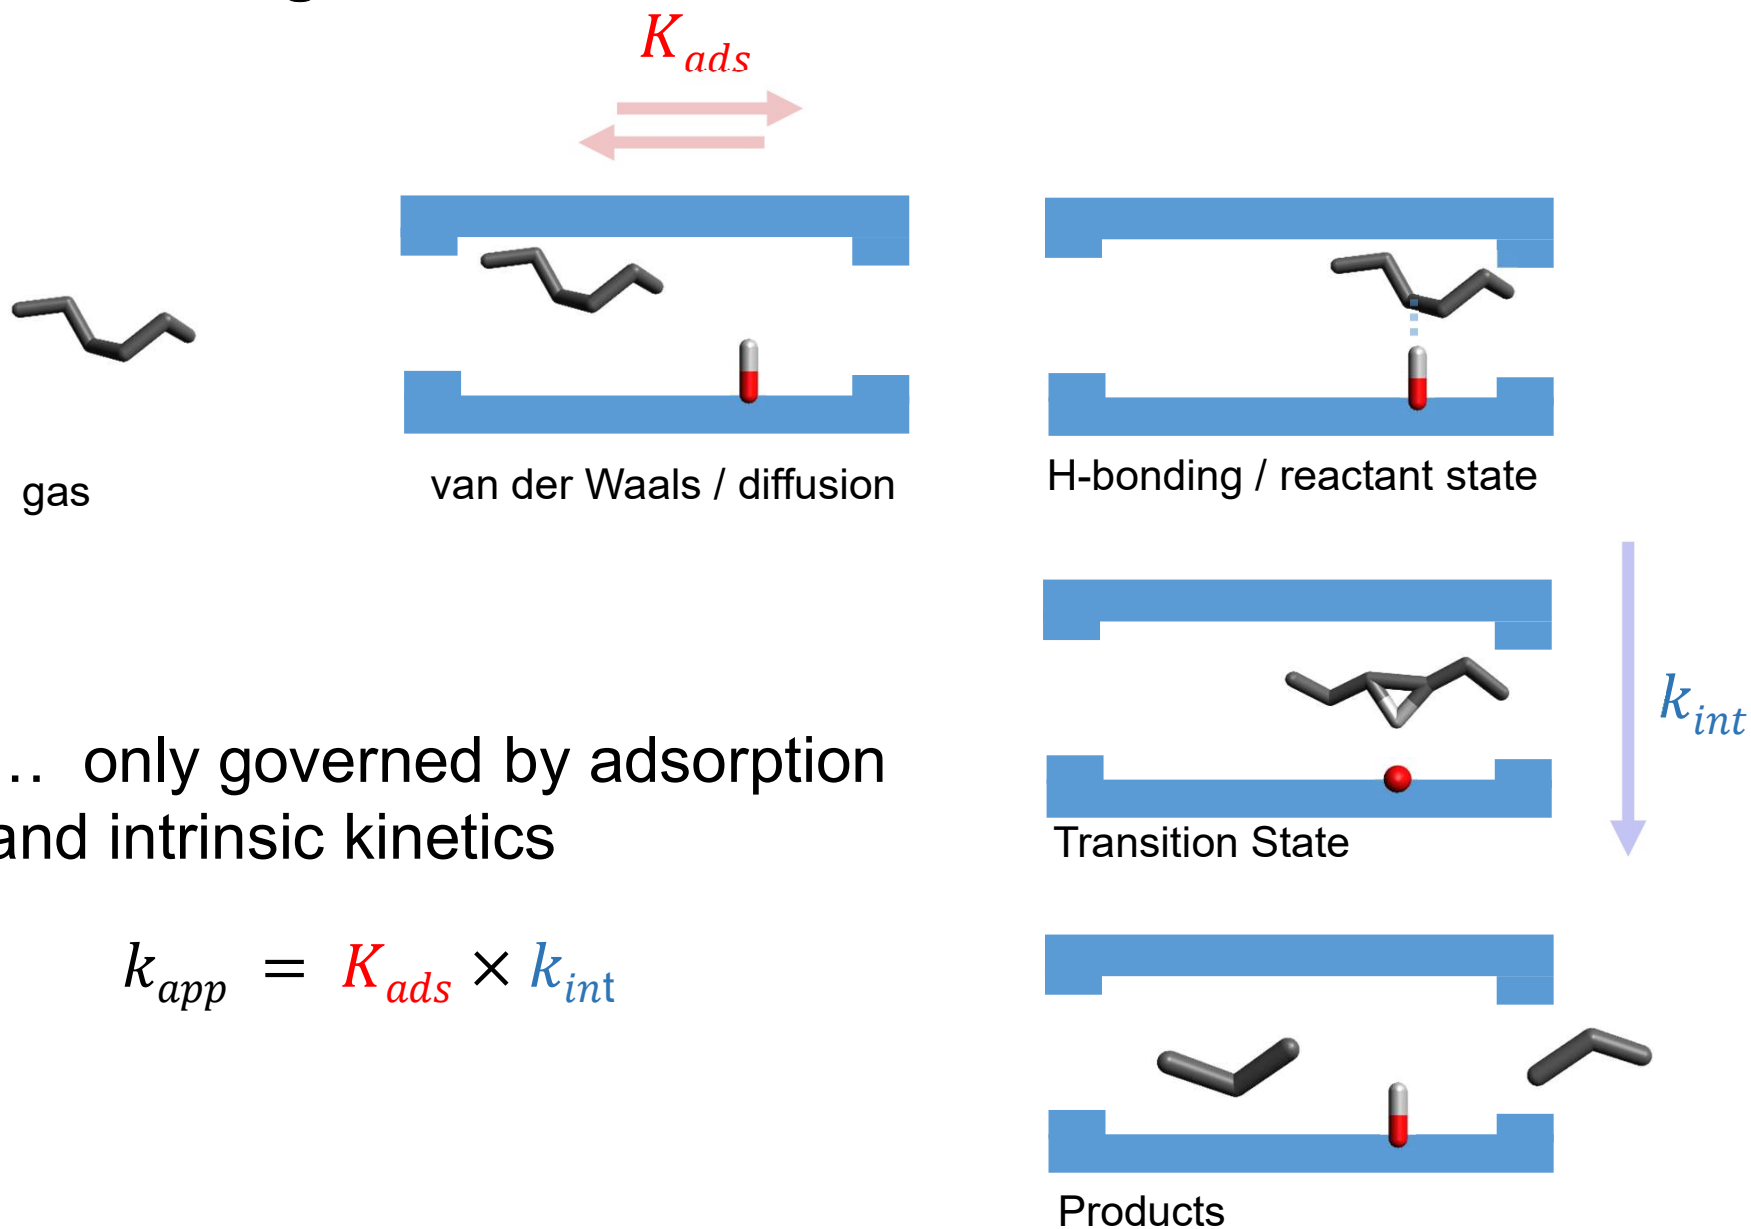 K_ads
gas
van der Waals / diffusion
H-bonding / reactant state
k_int
Transition State
… only governed by adsorption
and intrinsic kinetics
k_app = K_ads × k_int
Products